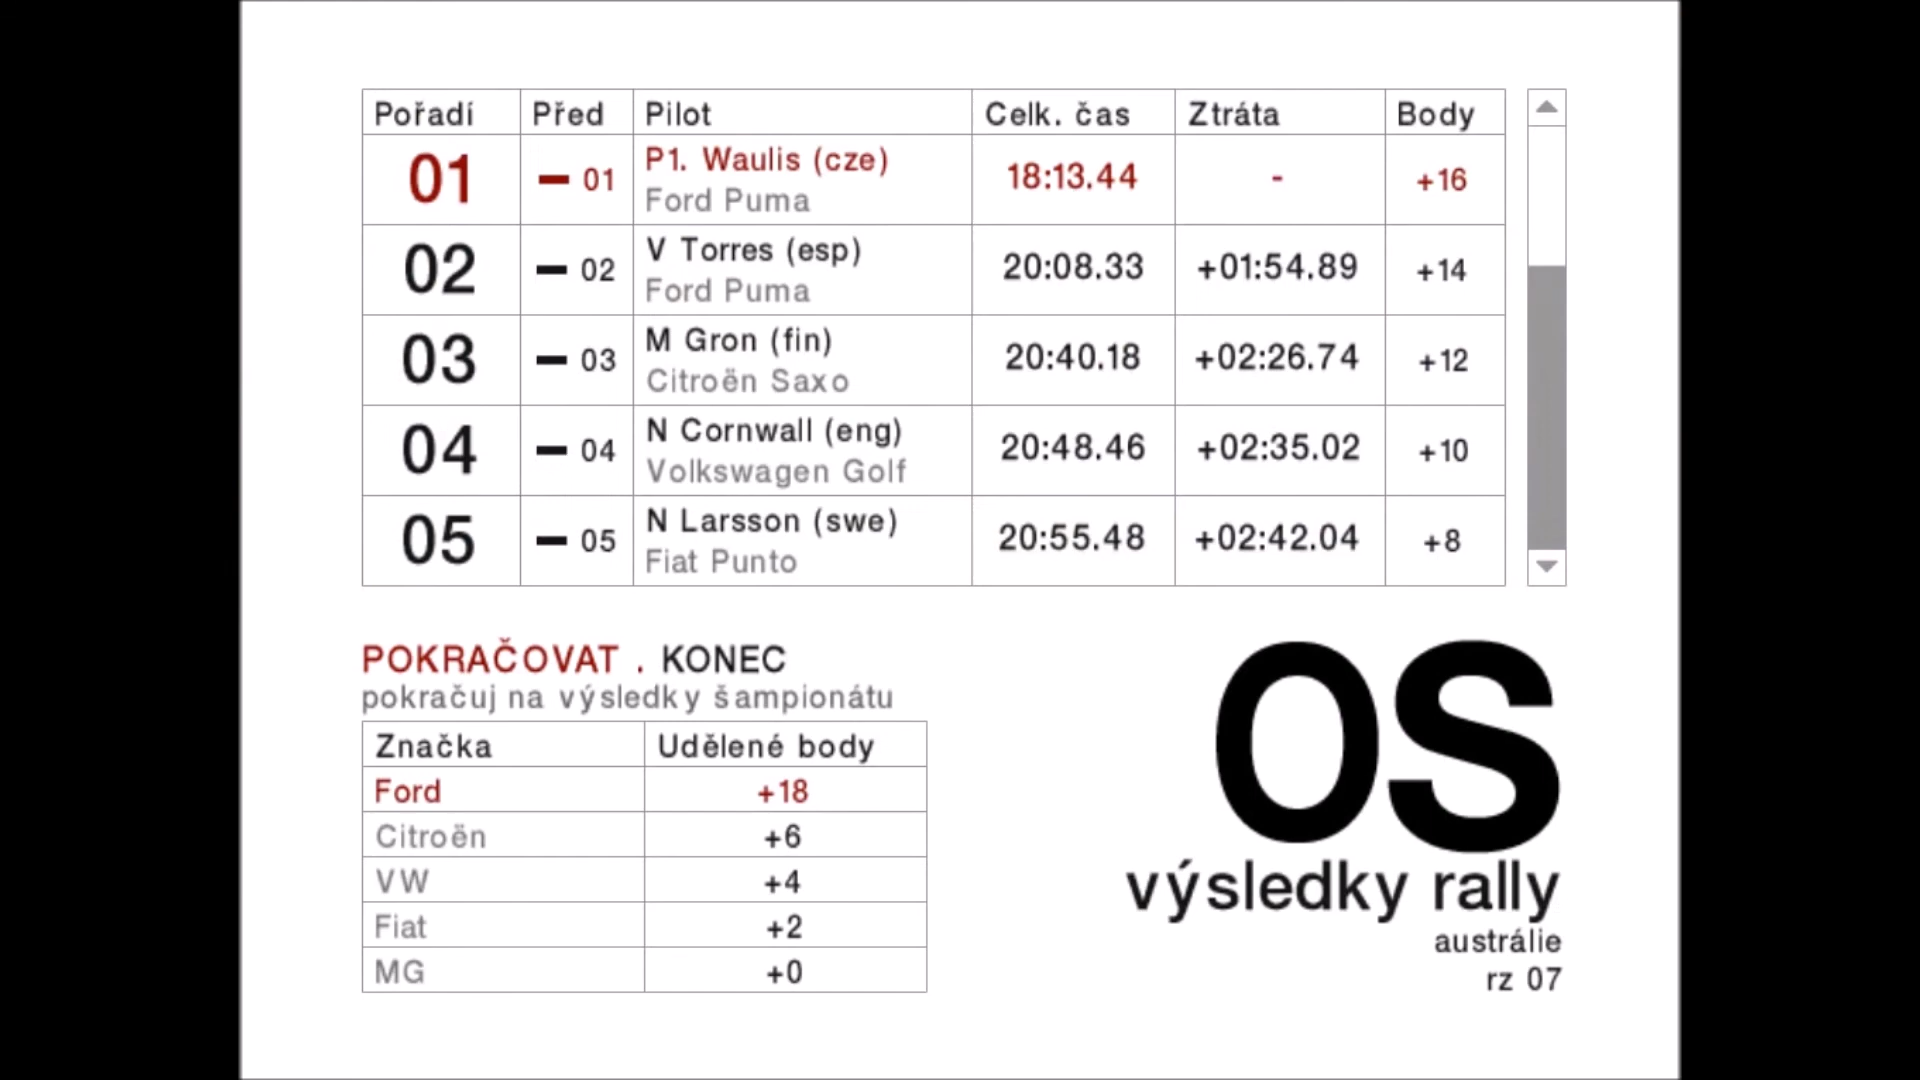 Pořadí Před Pilot Celk. čas Ztráta Body
01 – 01 P1. Waulis (cze) 18:13.44 - +16
Ford Puma
02 – 02 V Torres (esp) 20:08.33 +01:54.89 +14
Ford Puma
03 – 03 M Gron (fin) 20:40.18 +02:26.74 +12
Citroën Saxo
04 – 04 N Cornwall (eng) 20:48.46 +02:35.02 +10
Volkswagen Golf
05 – 05 N Larsson (swe) 20:55.48 +02:42.04 +8
Fiat Punto
POKRAČOVAT . KONEC
pokračuj na výsledky šampionátu
Značka Udělené body
Ford +18
Citroën +6
VW +4
Fiat +2
MG +0
OS
výsledky rally
austrálie
rz 07